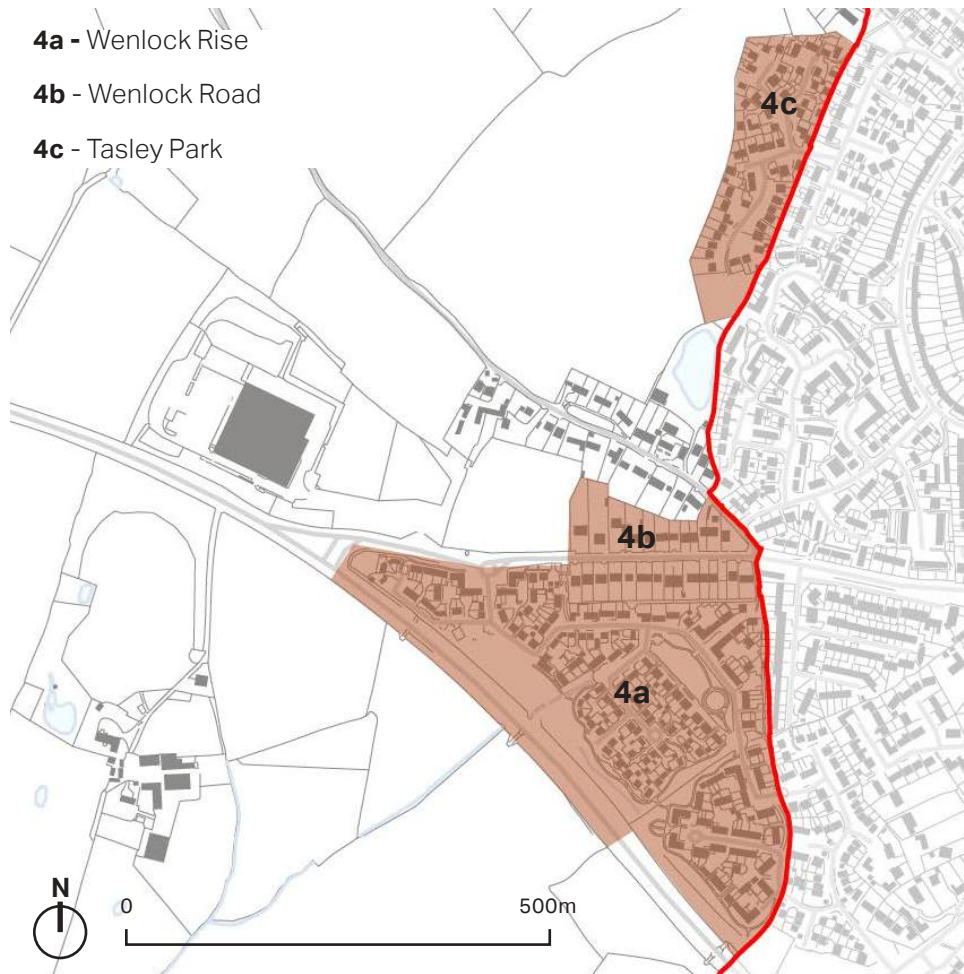 4a - Wenlock Rise
4b - Wenlock Road
4c - Tasley Park
4c
4b
4a
N
0 500m